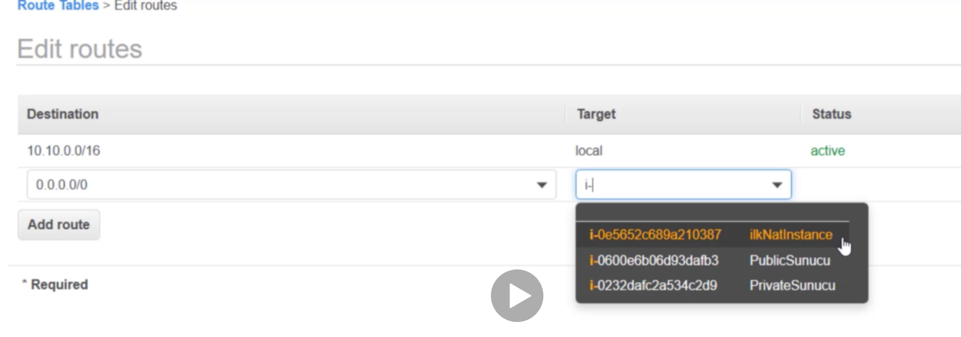 Route Tables > Edit routes
Edit routes
Destination Target Status
10.10.0.0/16 local active
0.0.0.0/0 i-
Add route
i-0e5652c689a210387 ilkNatInstance
i-0600e6b06d93dafb3 PublicSunucu
i-0232dafc2a534c2d9 PrivateSunucu
* Required